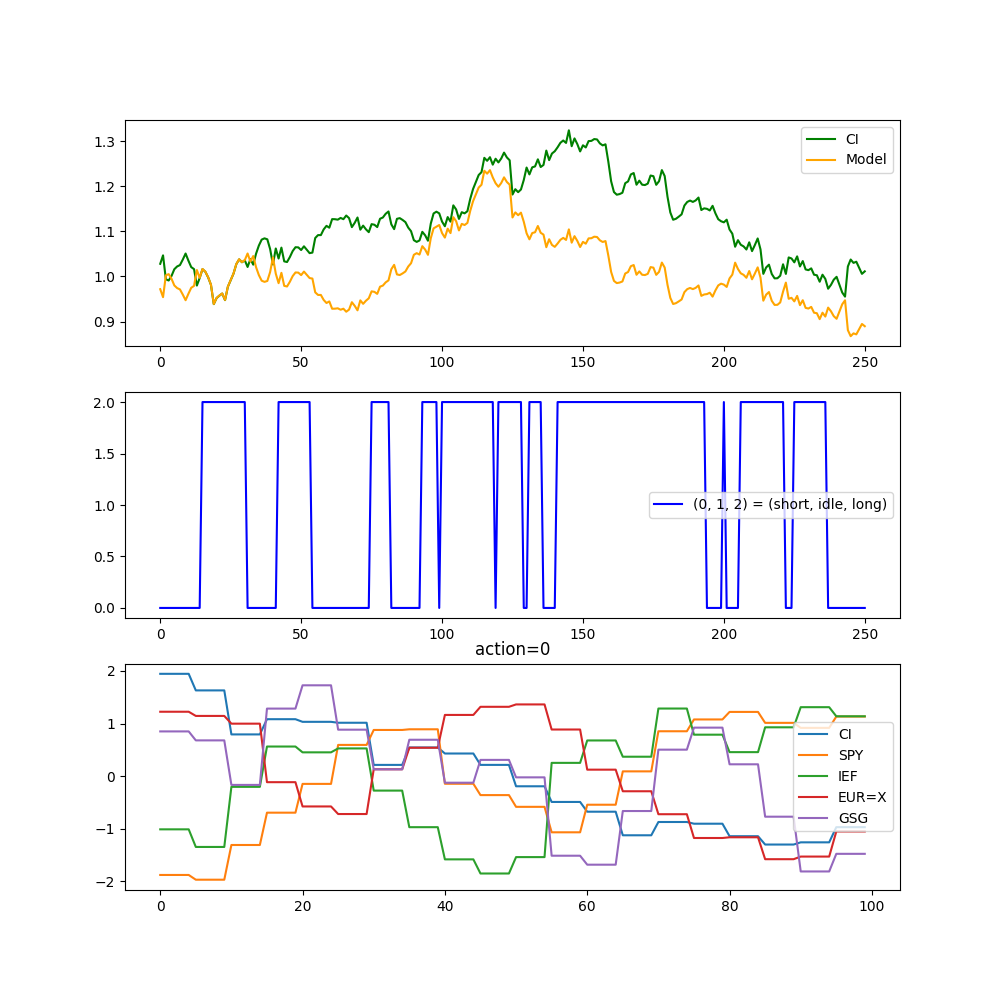 1.3
1.2
1.1
1.0
0.9
CI
Model
0 50 100 150 200 250
2.0
1.5
1.0
0.5
0.0
(0, 1, 2) = (short, idle, long)
0 50 100 150 200 250
action=0
2
1
0
−1
−2
CI
SPY
IEF
EUR=X
GSG
0 20 40 60 80 100